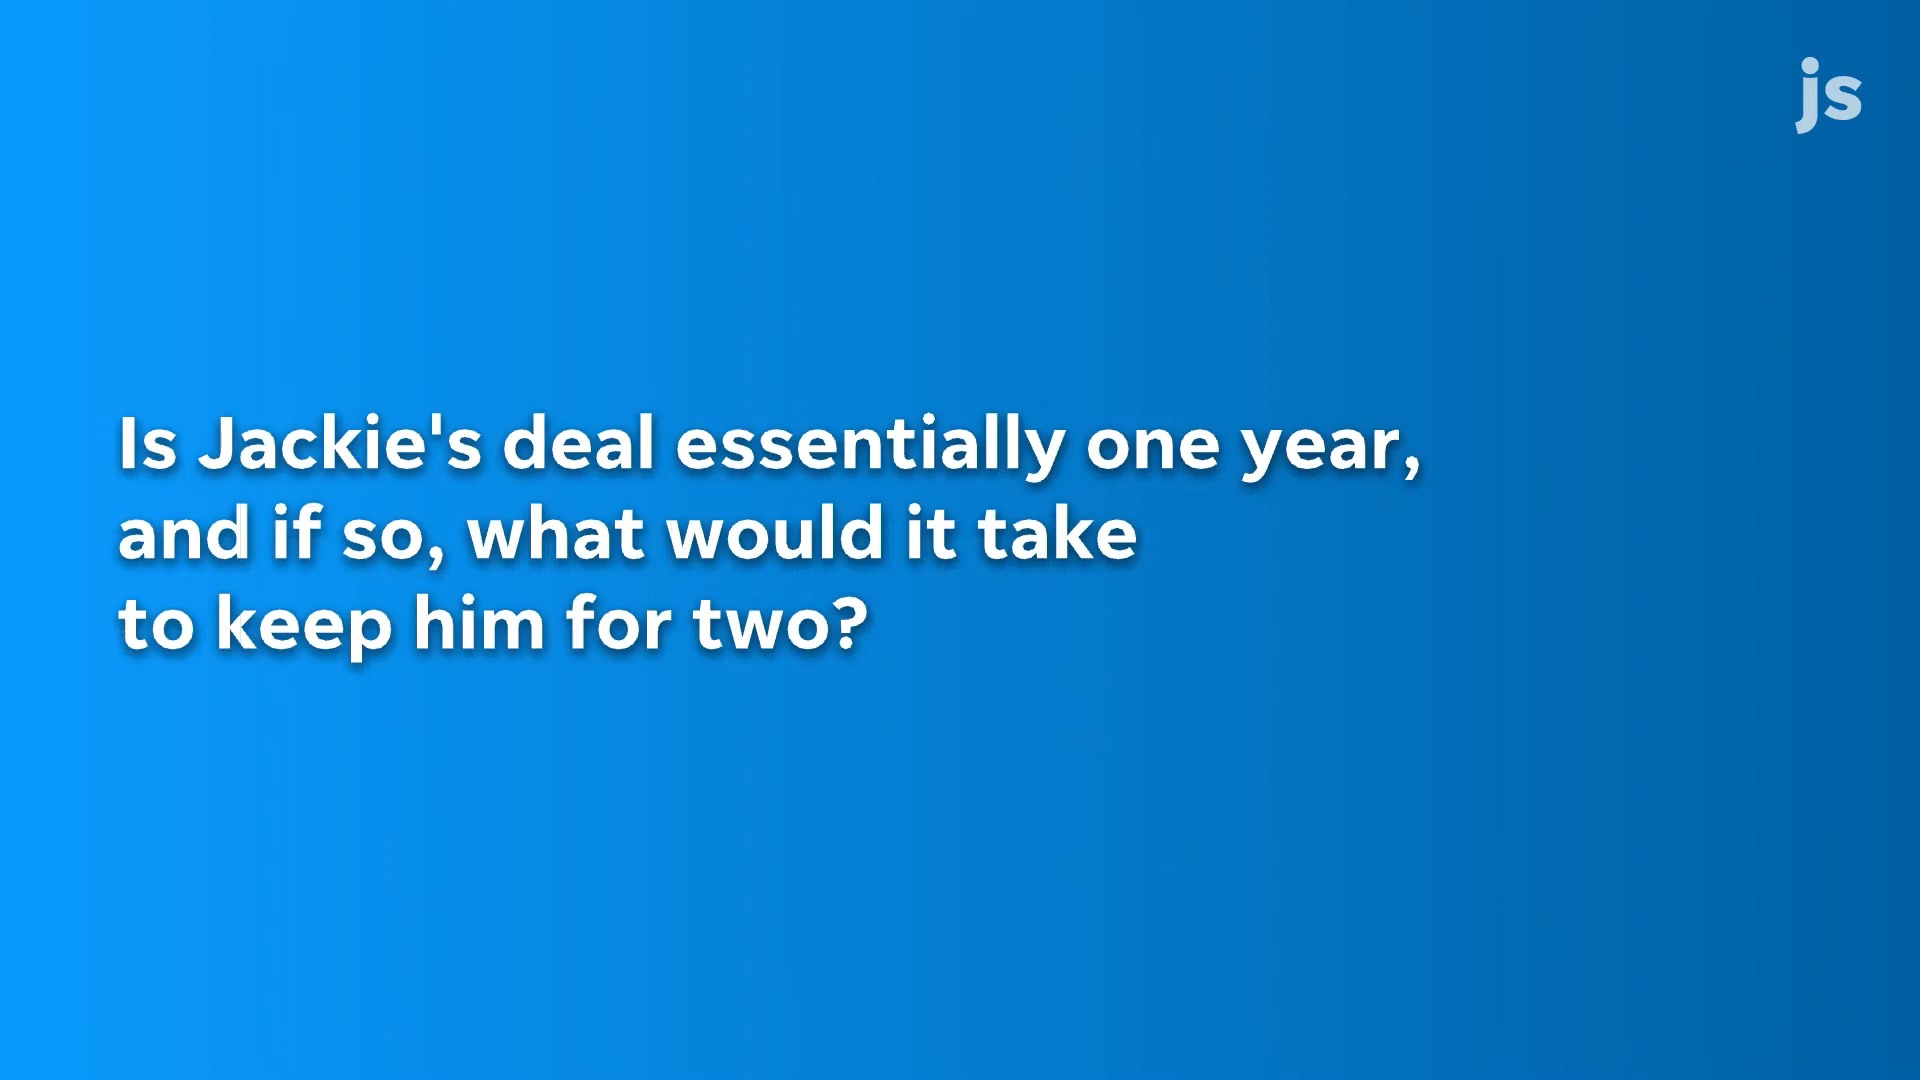 js
Is Jackie's deal essentially one year,
and if so, what would it take
to keep him for two?